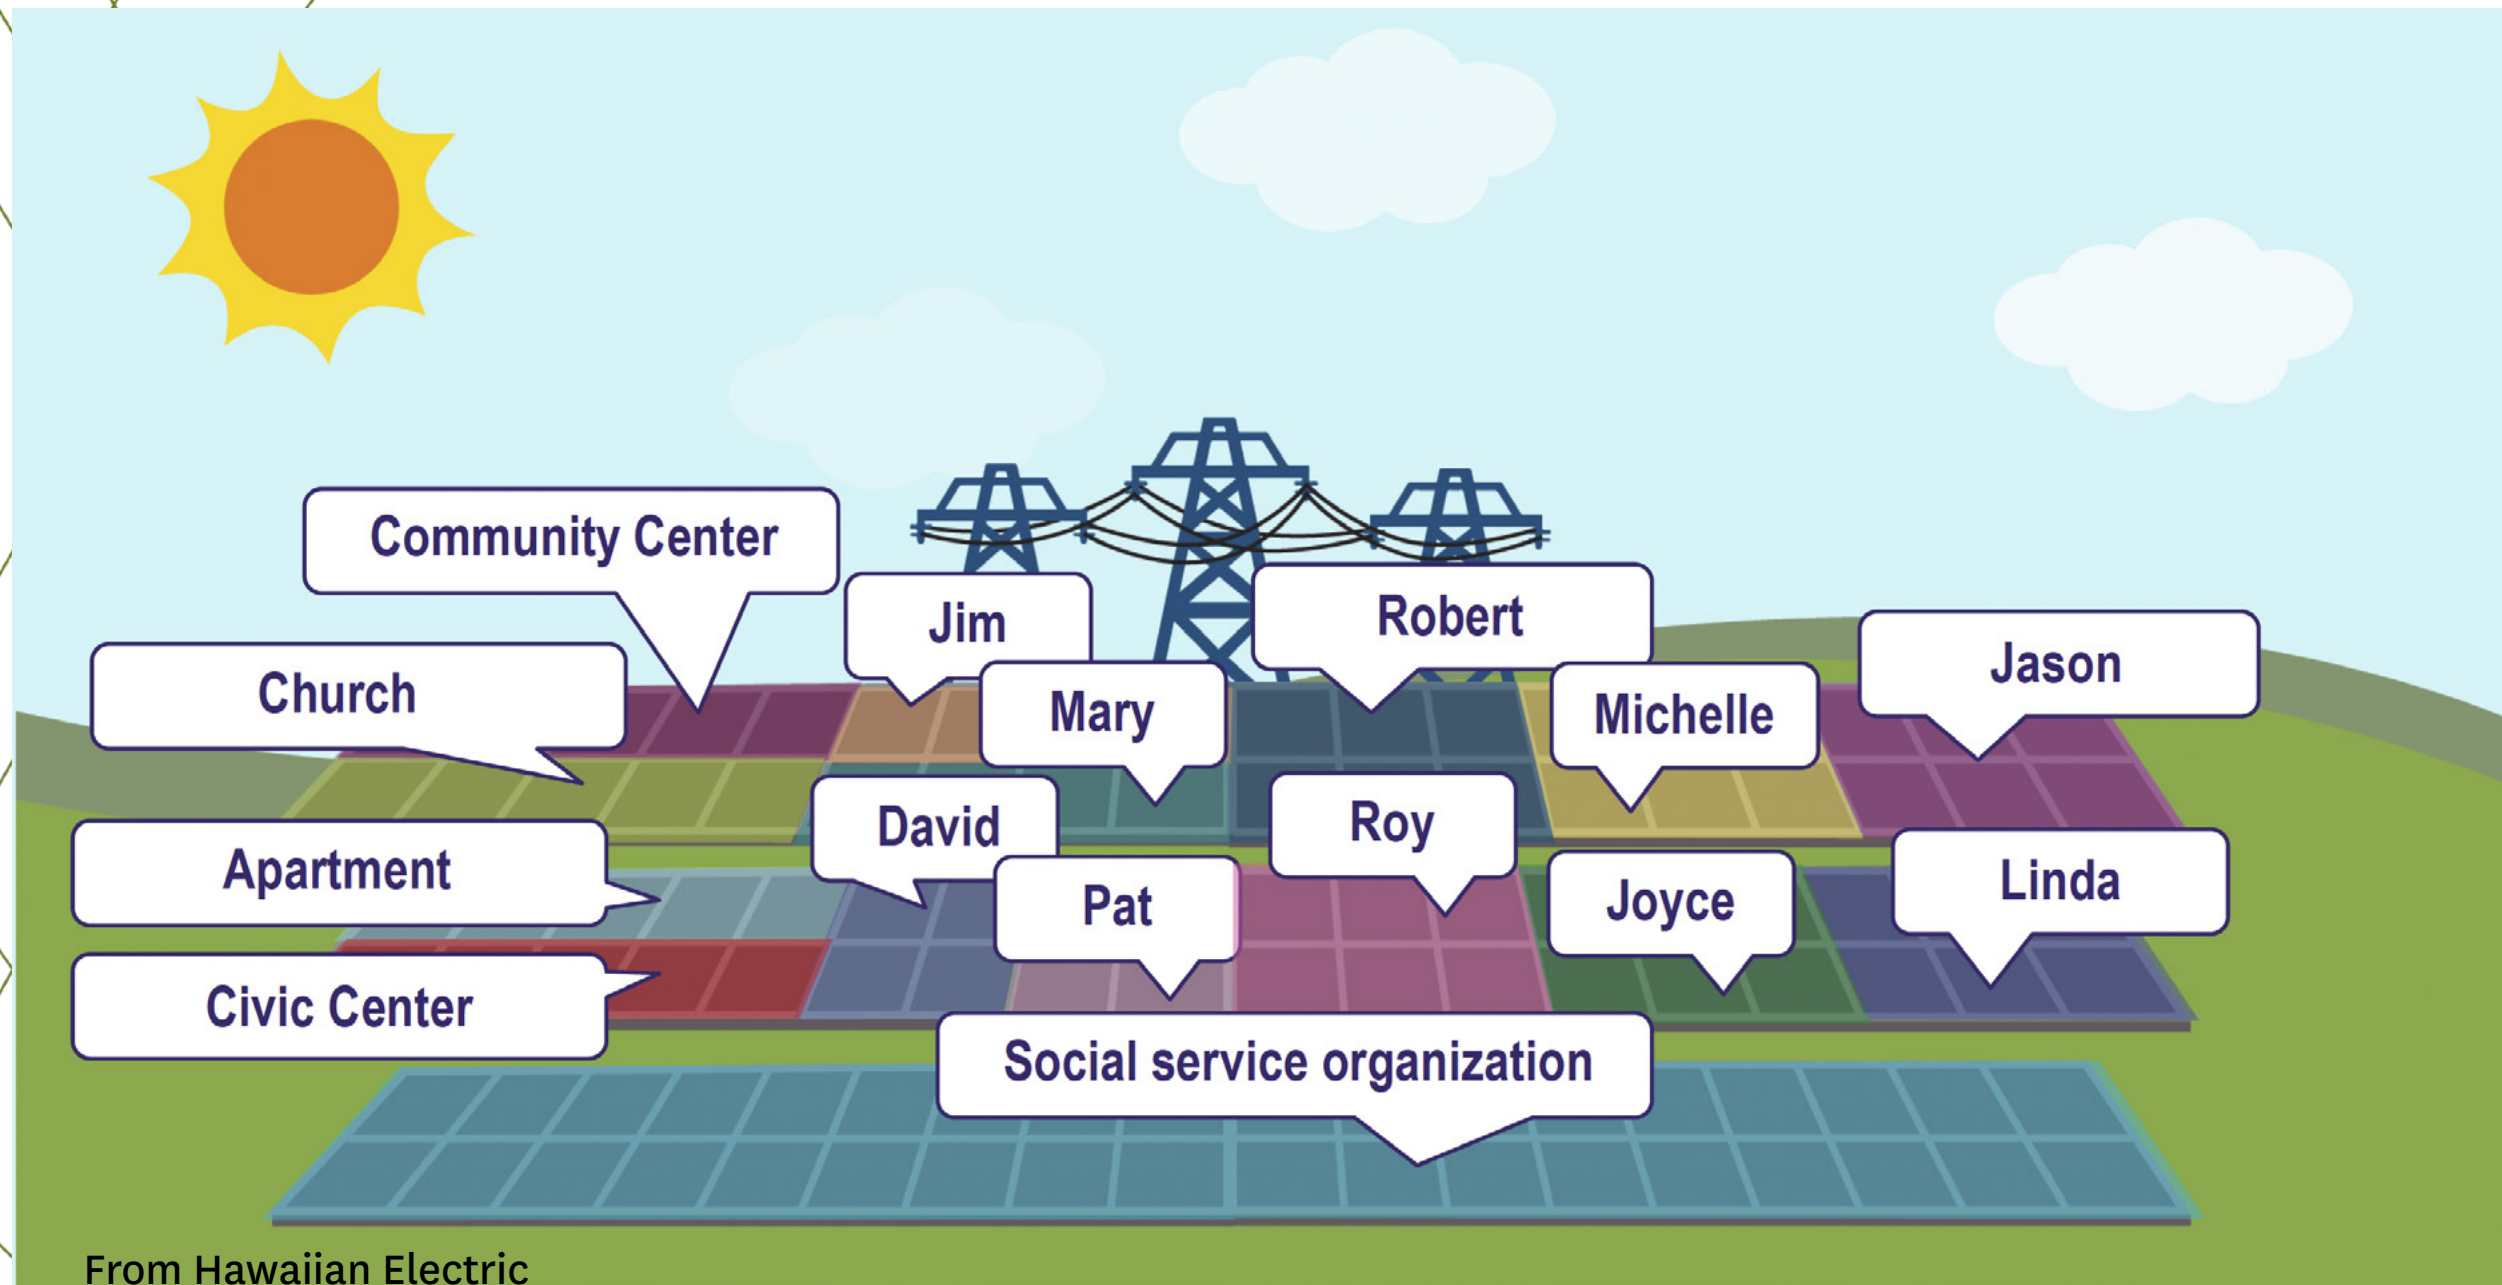 Community Center
Jim
Robert
Church
Mary
Michelle
Jason
Apartment
David
Roy
Pat
Joyce
Linda
Civic Center
Social service organization
From Hawaiian Electric